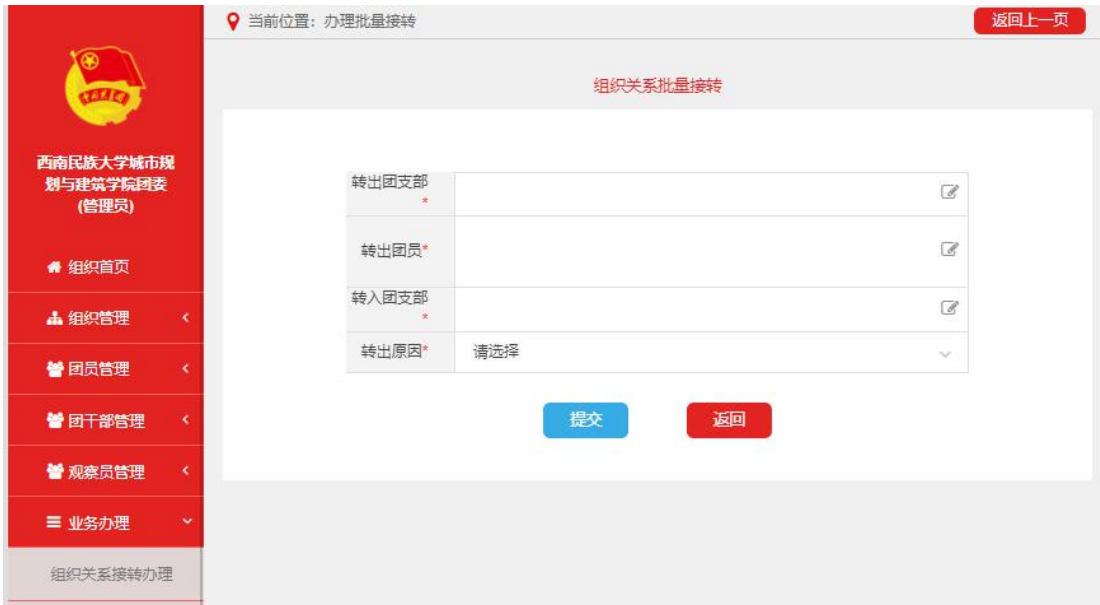 当前位置：办理批量接转
返回上一页
西南民族大学城市规
划与建筑学院团委
(管理员)
组织首页
组织管理
团员管理
团干部管理
观察员管理
业务办理
组织关系接转办理
组织关系批量接转
转出团支部
*
转出团员*
转入团支部
*
转出原因* 请选择
提交 返回